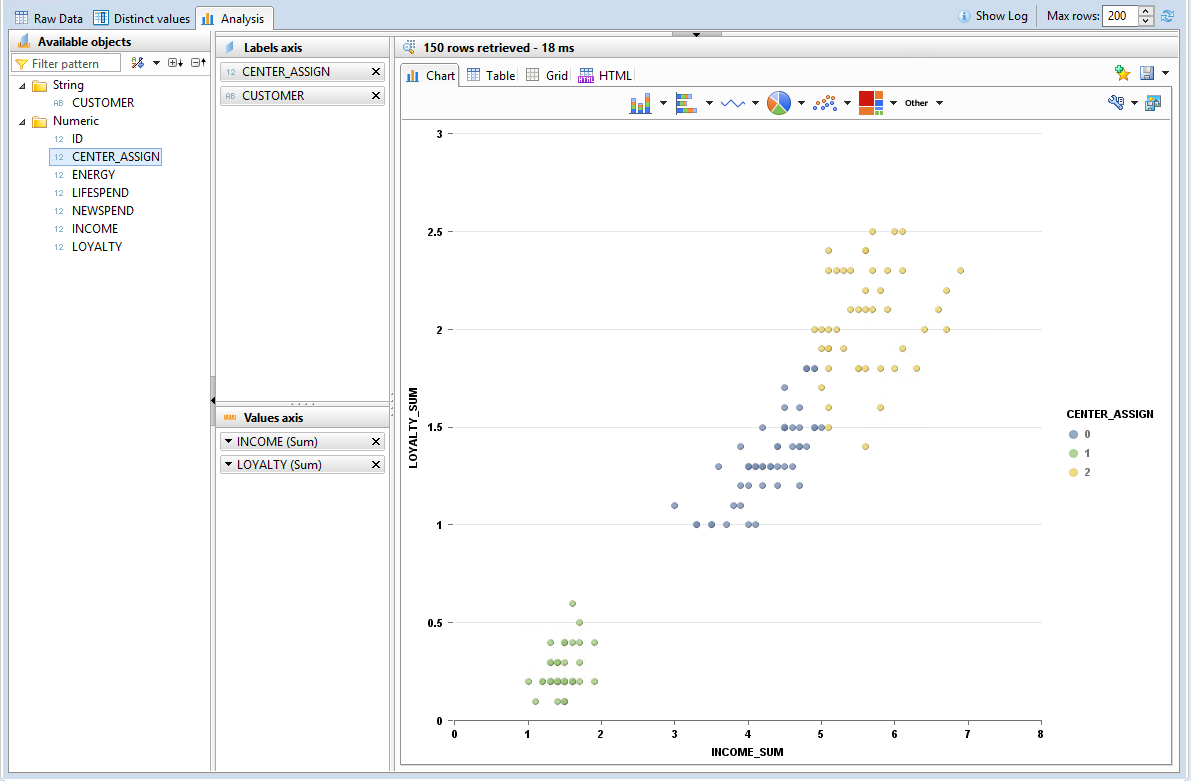 Raw Data Distinct values Analysis Show Log Max rows: 200
Available objects
Filter pattern
String
AB CUSTOMER
Numeric
12 ID
12 CENTER_ASSIGN
12 ENERGY
12 LIFESPEND
12 NEWSPEND
12 INCOME
12 LOYALTY
Labels axis
12 CENTER_ASSIGN
AB CUSTOMER
Values axis
INCOME (Sum)
LOYALTY (Sum)
150 rows retrieved - 18 ms
Chart Table Grid HTML HTML
Other
3
2.5
2
1.5
1
0.5
0
LOYALTY_SUM
0 1 2 3 4 5 6 7 8
INCOME_SUM
CENTER_ASSIGN
0
1
2